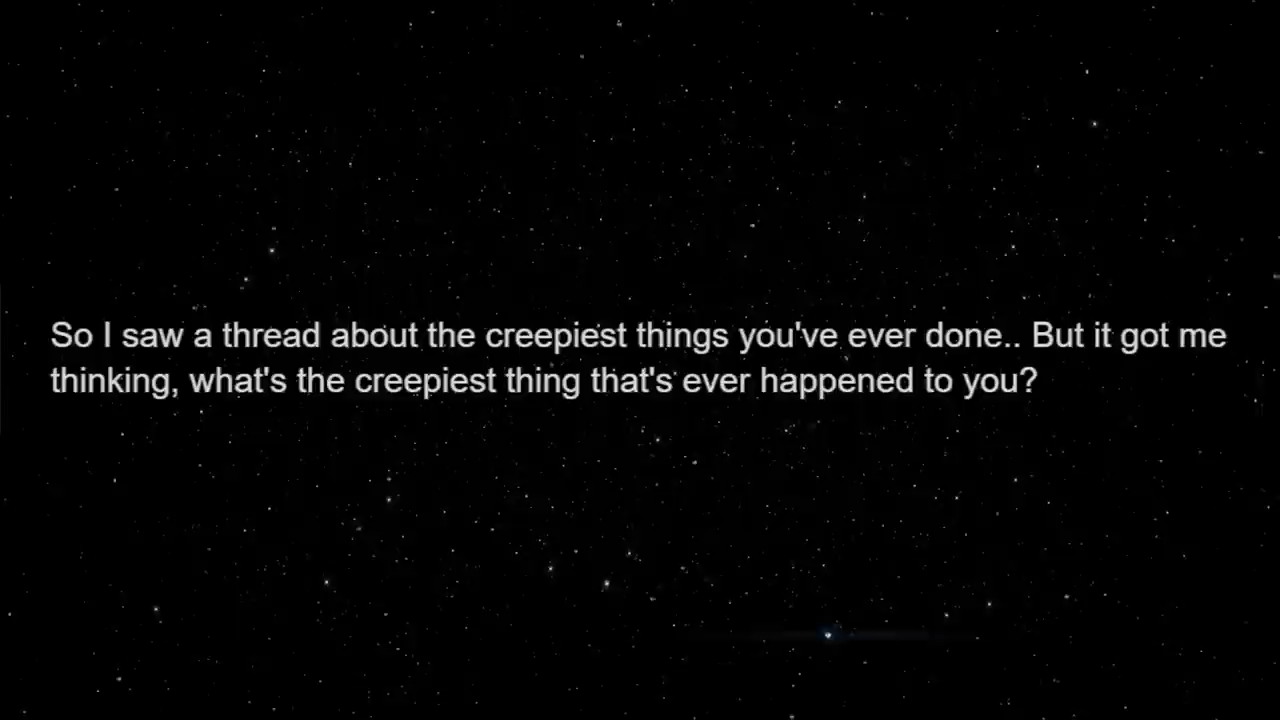 So I saw a thread about the creepiest things you've ever done.. But it got me
thinking, what's the creepiest thing that's ever happened to you?